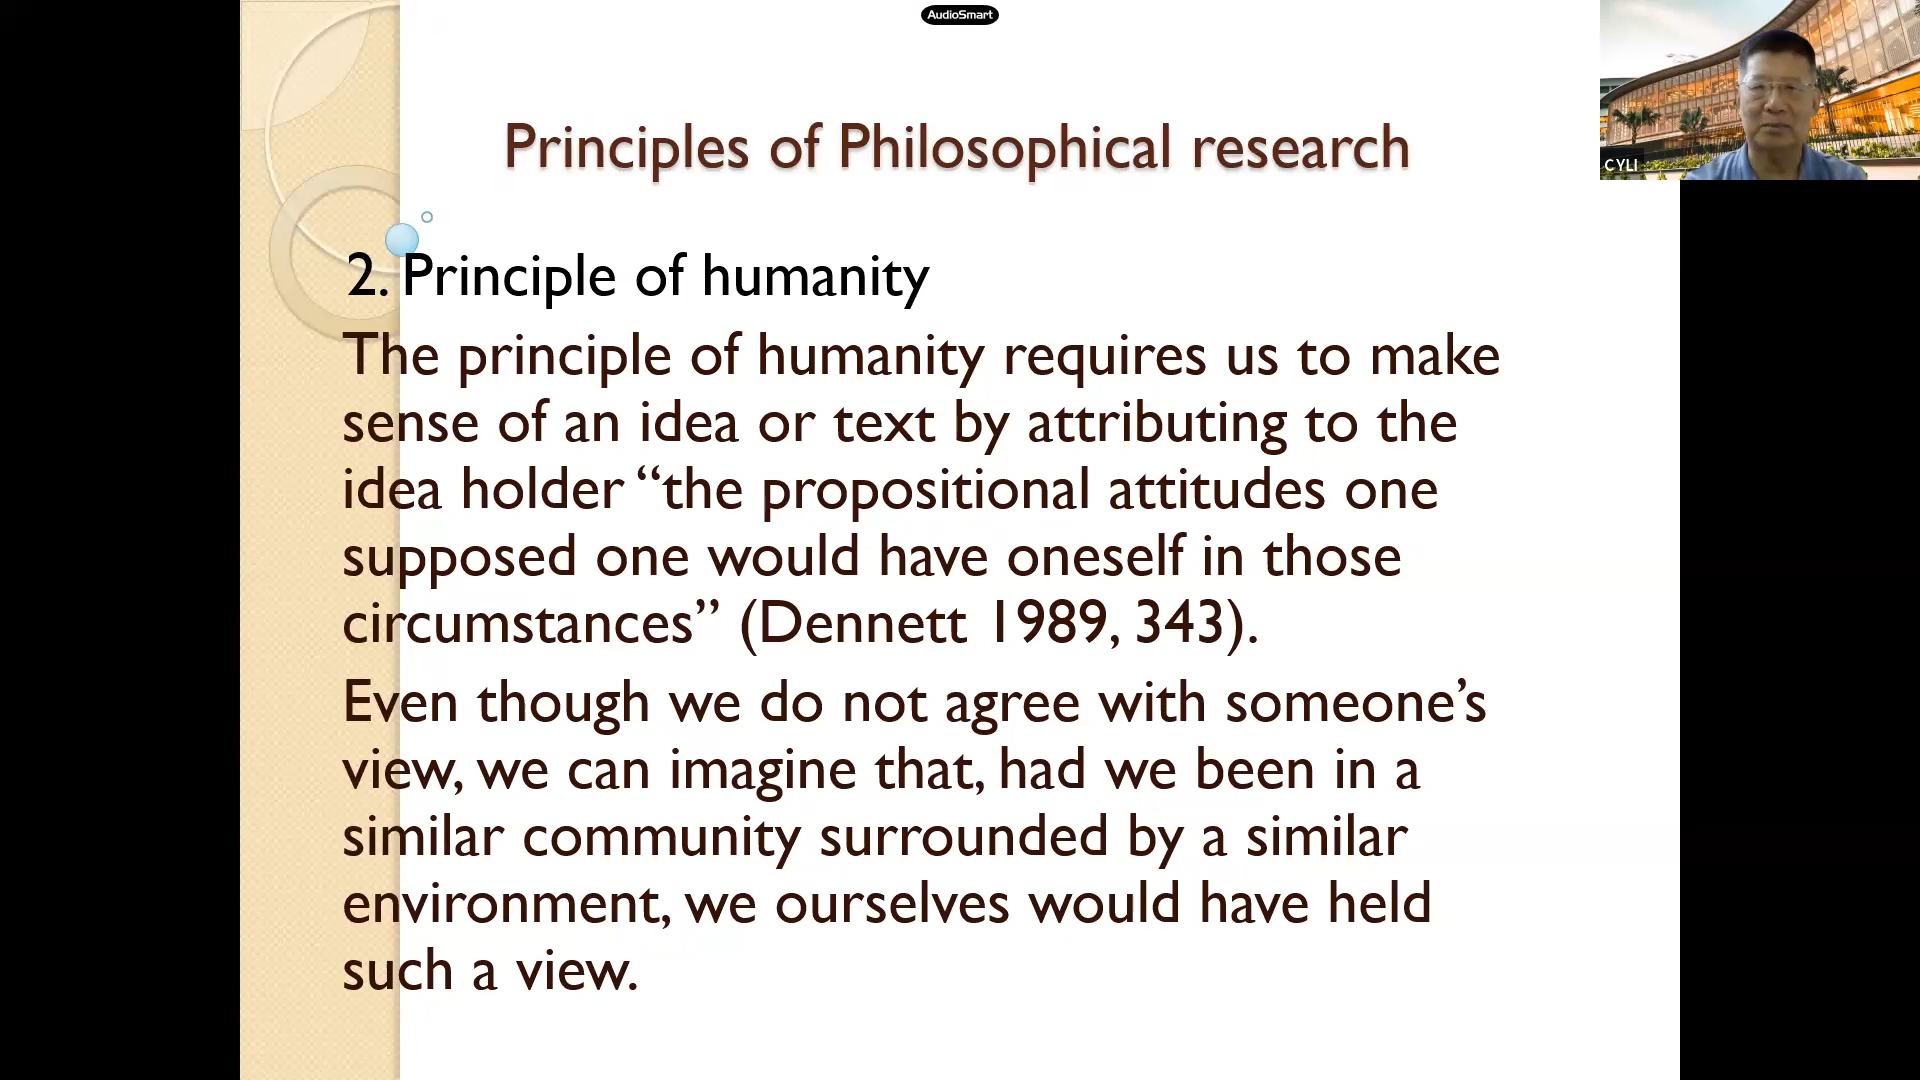 AudioSmart
Principles of Philosophical research
CYLI
2. Principle of humanity
The principle of humanity requires us to make
sense of an idea or text by attributing to the
idea holder “the propositional attitudes one
supposed one would have oneself in those
circumstances” (Dennett 1989, 343).
Even though we do not agree with someone’s
view, we can imagine that, had we been in a
similar community surrounded by a similar
environment, we ourselves would have held
such a view.